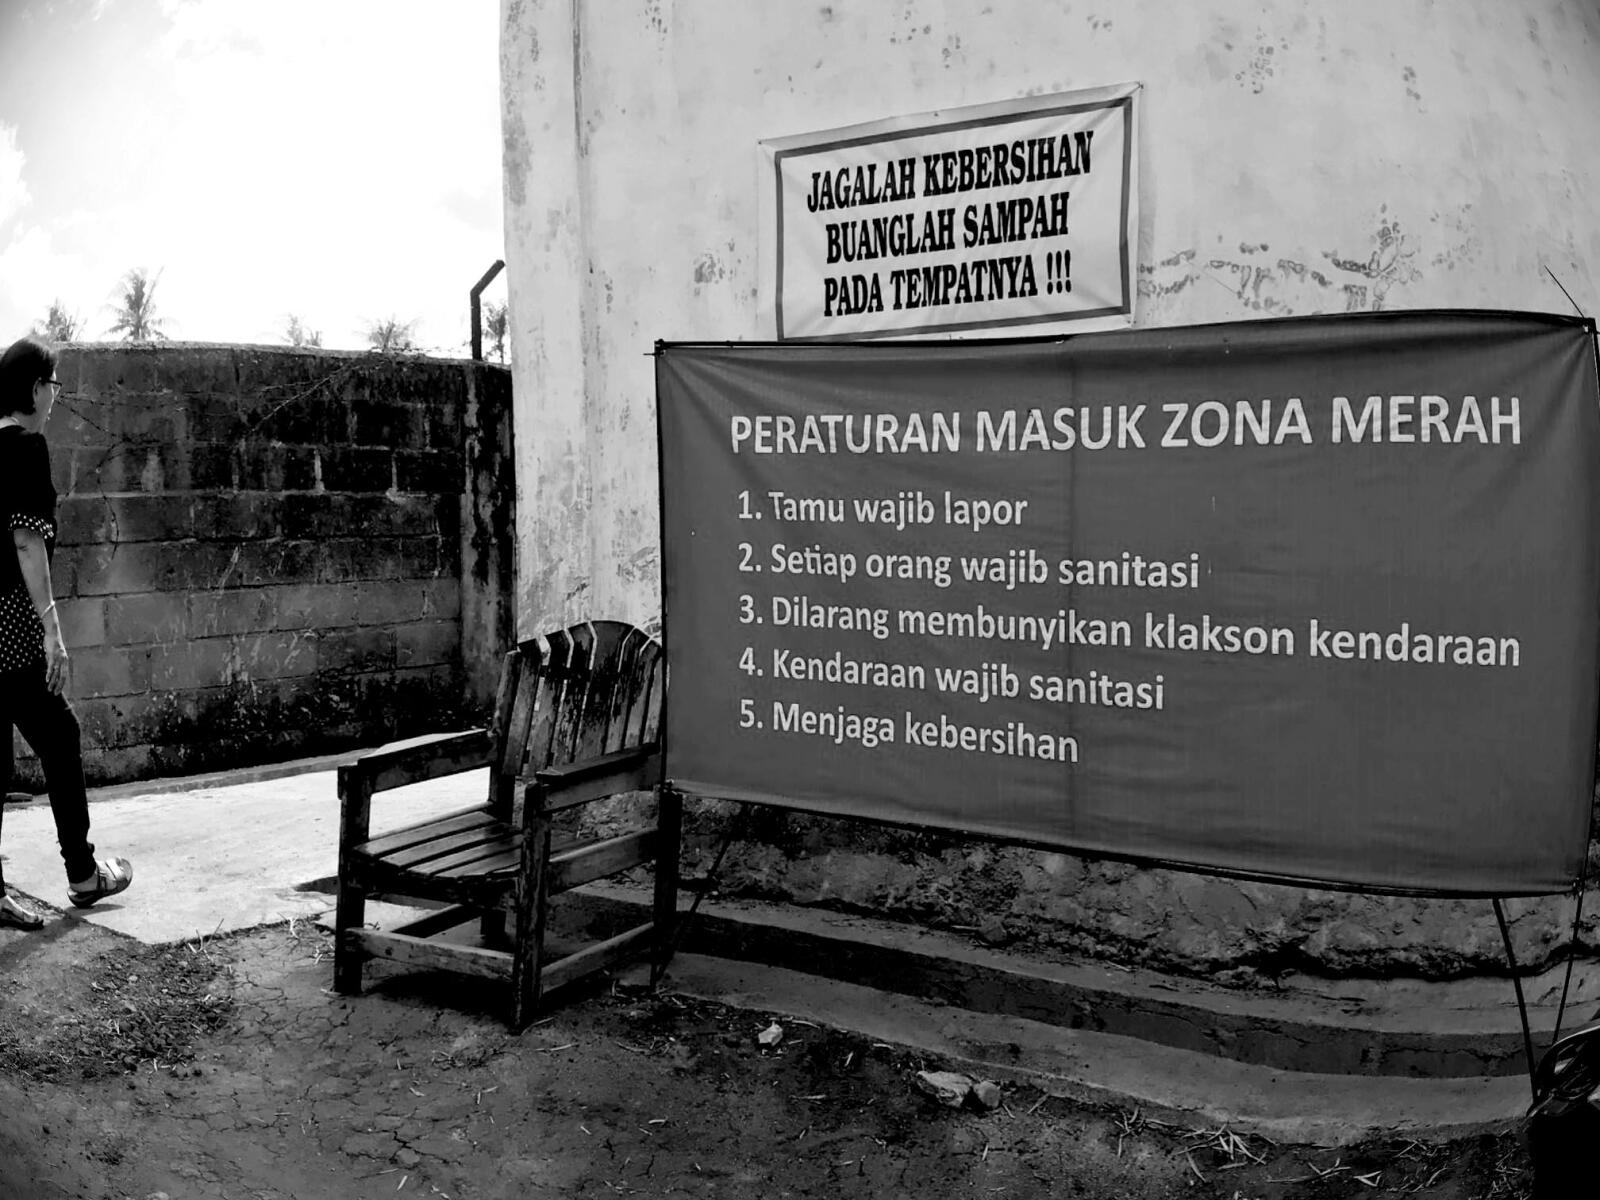 JAGALAH KEBERSIHAN
BUANGLAH SAMPAH
PADA TEMPATNYA !!!
PERATURAN MASUK ZONA MERAH
1. Tamu wajib lapor
2. Setiap orang wajib sanitasi
3. Dilarang membunyikan klakson kendaraan
4. Kendaraan wajib sanitasi
5. Menjaga kebersihan